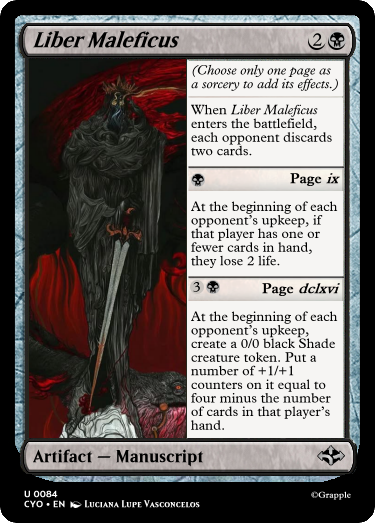 Liber Maleficus 2
(Choose only one page as
a sorcery to add its effects.)
When Liber Maleficus
enters the battlefield,
each opponent discards
two cards.
Page ix
At the beginning of each
opponent's upkeep, if
that player has one or
fewer cards in hand,
they lose 2 life.
3 Page dclxvi
At the beginning of each
opponent's upkeep,
create a 0/0 black Shade
creature token. Put a
number of +1/+1
counters on it equal to
four minus the number
of cards in that player's
hand.
Artifact — Manuscript
U 0084
CYO • EN Luciana Lupe Vasconcelos
©Grapple